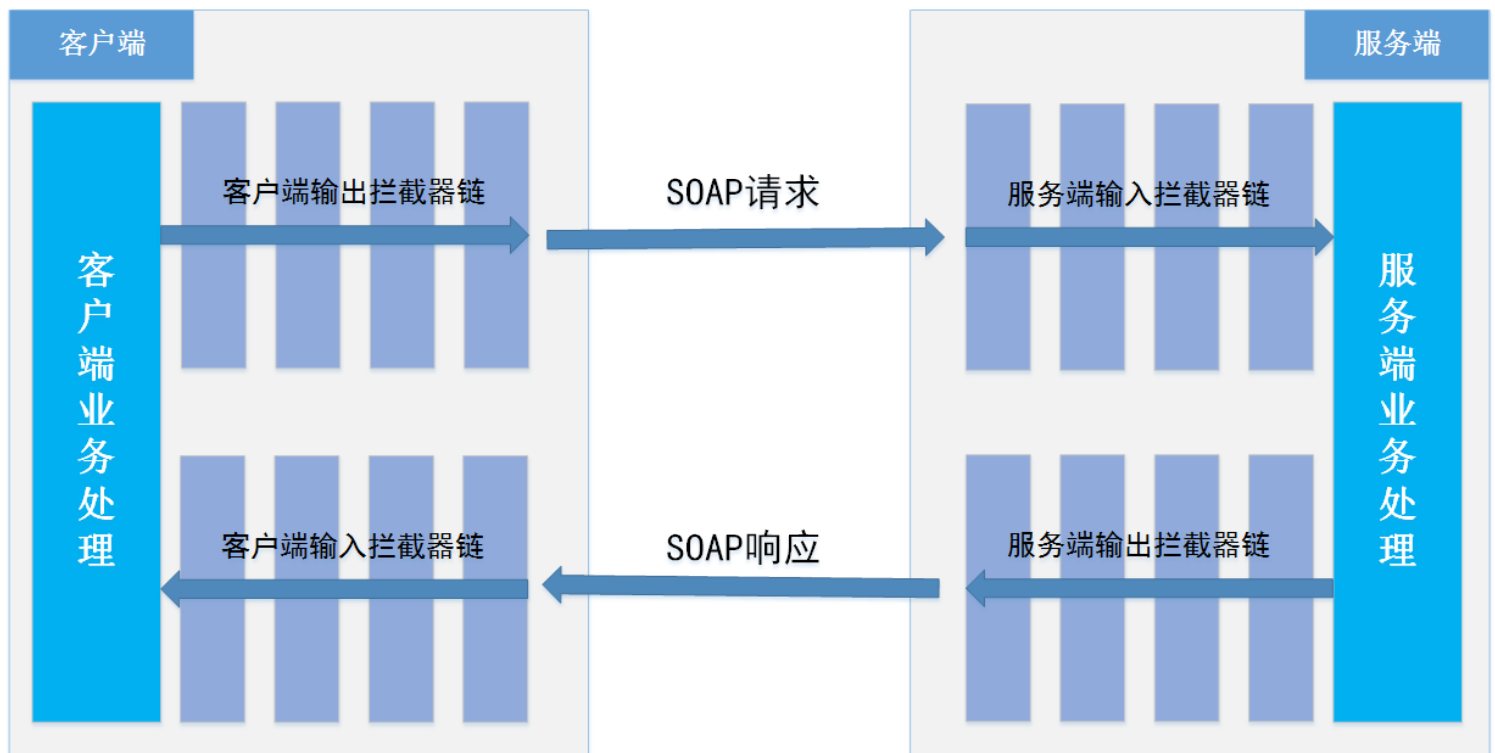 客户端
服务端
客户端输出拦截器链
SOAP请求
服务端输入拦截器链
客户端业务处理
服务端业务处理
客户端输入拦截器链
SOAP响应
服务端输出拦截器链